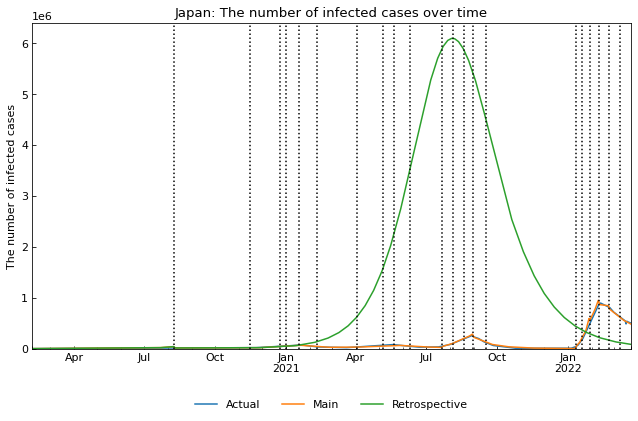 Japan: The number of infected cases over time
1e6
The number of infected cases
6
5
4
3
2
1
0
Apr Jul Oct Jan Apr Jul Oct Jan
2021 2022
Actual Main Retrospective